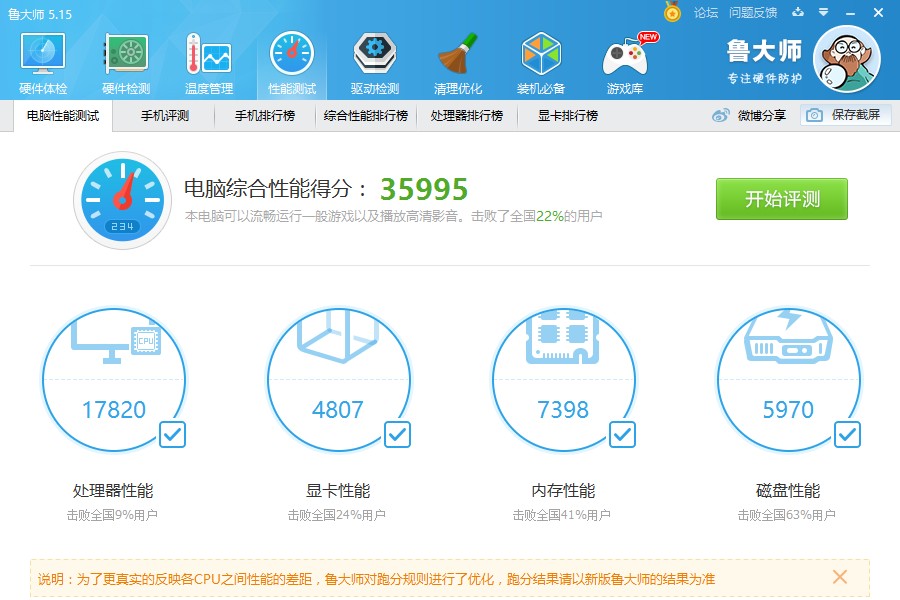 鲁大师 5.15
论坛 问题反馈
硬件体检 硬件检测 温度管理 性能测试 驱动检测 清理优化 装机必备 游戏库
NEW
鲁大师
专注硬件防护
电脑性能测试 手机评测 手机排行榜 综合性能排行榜 处理器排行榜 显卡排行榜 微博分享 保存截屏
电脑综合性能得分： 35995
本电脑可以流畅运行一般游戏以及播放高清影音。击败了全国22%的用户
234
开始评测
CPU
17820 4807 7398 5970
处理器性能 显卡性能 内存性能 磁盘性能
击败全国9%用户 击败全国24%用户 击败全国41%用户 击败全国63%用户
说明：为了更真实的反映各CPU之间性能的差距，鲁大师对跑分规则进行了优化，跑分结果请以新版鲁大师的结果为准